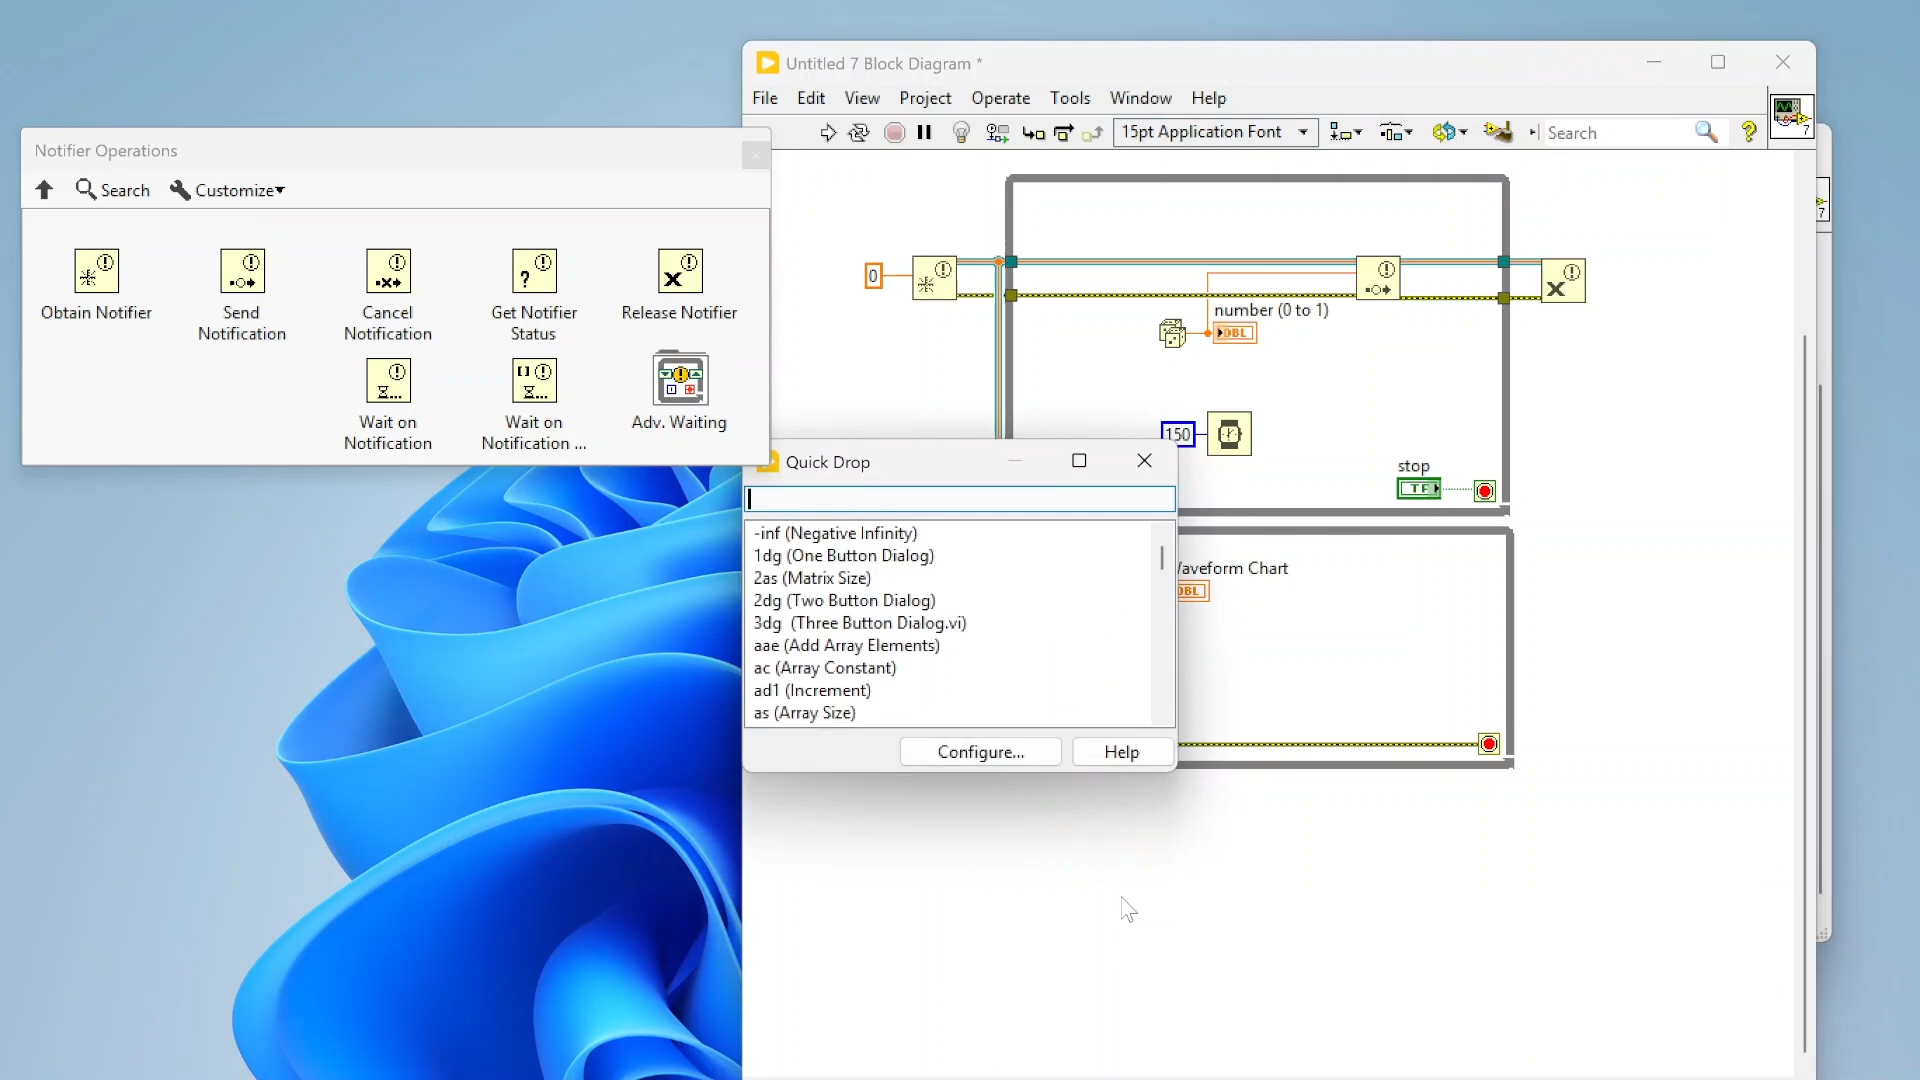 Untitled 7 Block Diagram *
File Edit View Project Operate Tools Window Help
15pt Application Font
Search
?
7
7
Notifier Operations
Search Customize
Obtain Notifier
Send
Notification
Cancel
Notification
Get Notifier
Status
Release Notifier
Wait on
Notification
Wait on
Notification ...
Adv. Waiting
0
number (0 to 1)
DBL
150
stop
TF
Quick Drop
-inf (Negative Infinity)
1dg (One Button Dialog)
2as (Matrix Size)
2dg (Two Button Dialog)
3dg (Three Button Dialog.vi)
aae (Add Array Elements)
ac (Array Constant)
ad1 (Increment)
as (Array Size)
Configure... Help
Waveform Chart
DBL